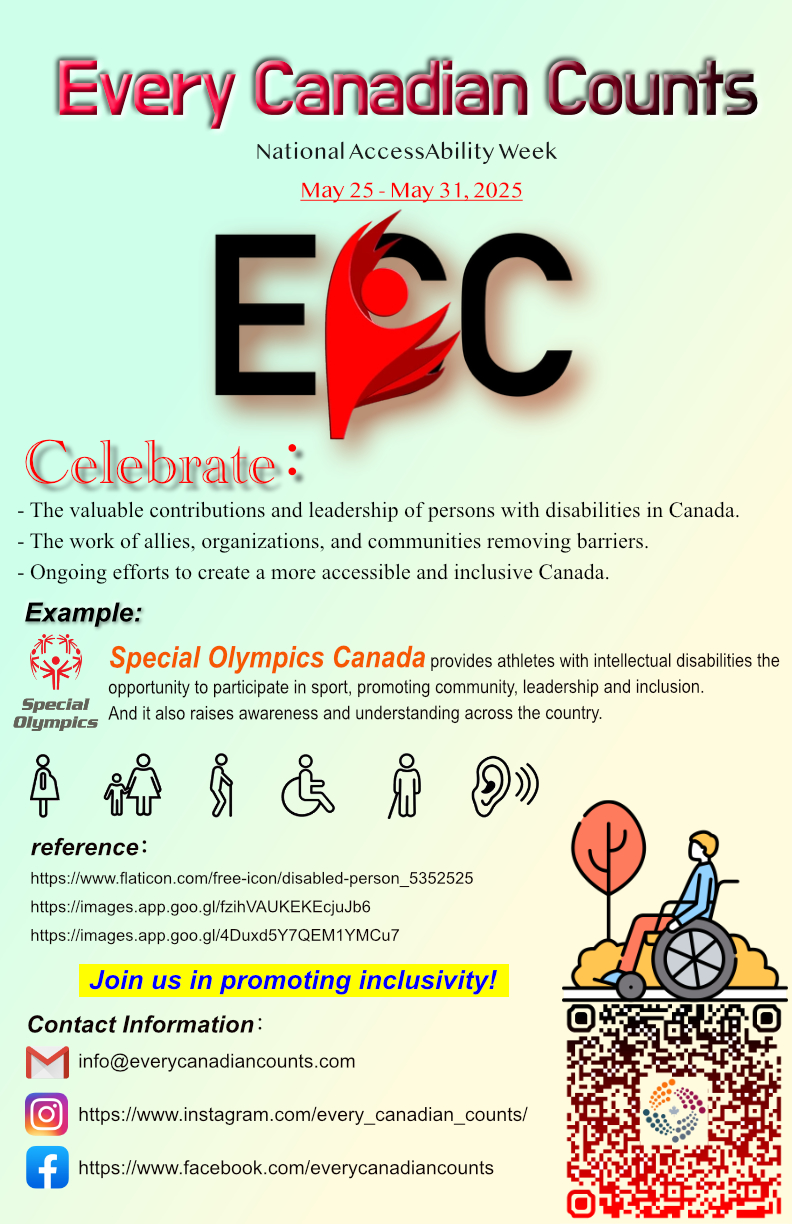 Every Canadian Counts
National AccessAbility Week
May 25 - May 31, 2025
ECC
Celebrate:
- The valuable contributions and leadership of persons with disabilities in Canada.
- The work of allies, organizations, and communities removing barriers.
- Ongoing efforts to create a more accessible and inclusive Canada.
Example:
Special Olympics Canada provides athletes with intellectual disabilities the
opportunity to participate in sport, promoting community, leadership and inclusion.
And it also raises awareness and understanding across the country.
Special
Olympics
reference:
https://www.flaticon.com/free-icon/disabled-person_5352525
https://images.app.goo.gl/fzihVAUKEKEcjuJb6
https://images.app.goo.gl/4Duxd5Y7QEM1YMCu7
Join us in promoting inclusivity!
Contact Information:
info@everycanadiancounts.com
https://www.instagram.com/every_canadian_counts/
https://www.facebook.com/everycanadiancounts